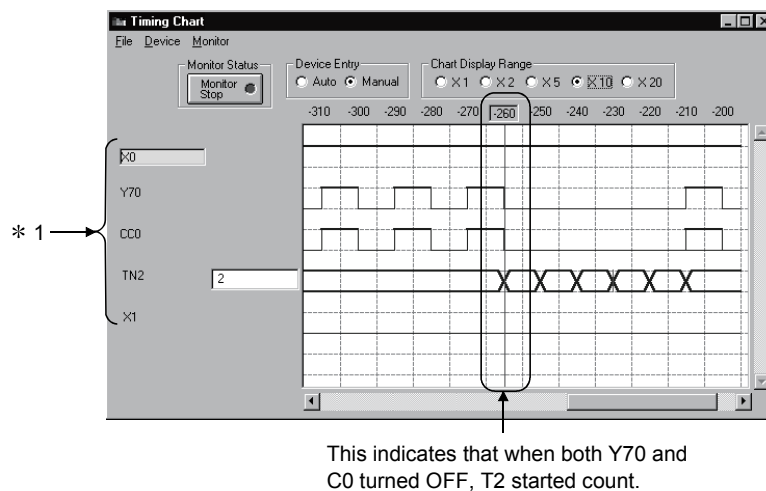 Timing Chart
File Device Monitor
Monitor Status
Monitor Stop
Device Entry
Auto Manual
Chart Display Range
X 1 X 2 X 5 X 10 X 20
-310 -300 -290 -280 -270 -260 -250 -240 -230 -220 -210 -200
X0
Y70
* 1
CC0
TN2 2
X1
This indicates that when both Y70 and
C0 turned OFF, T2 started count.